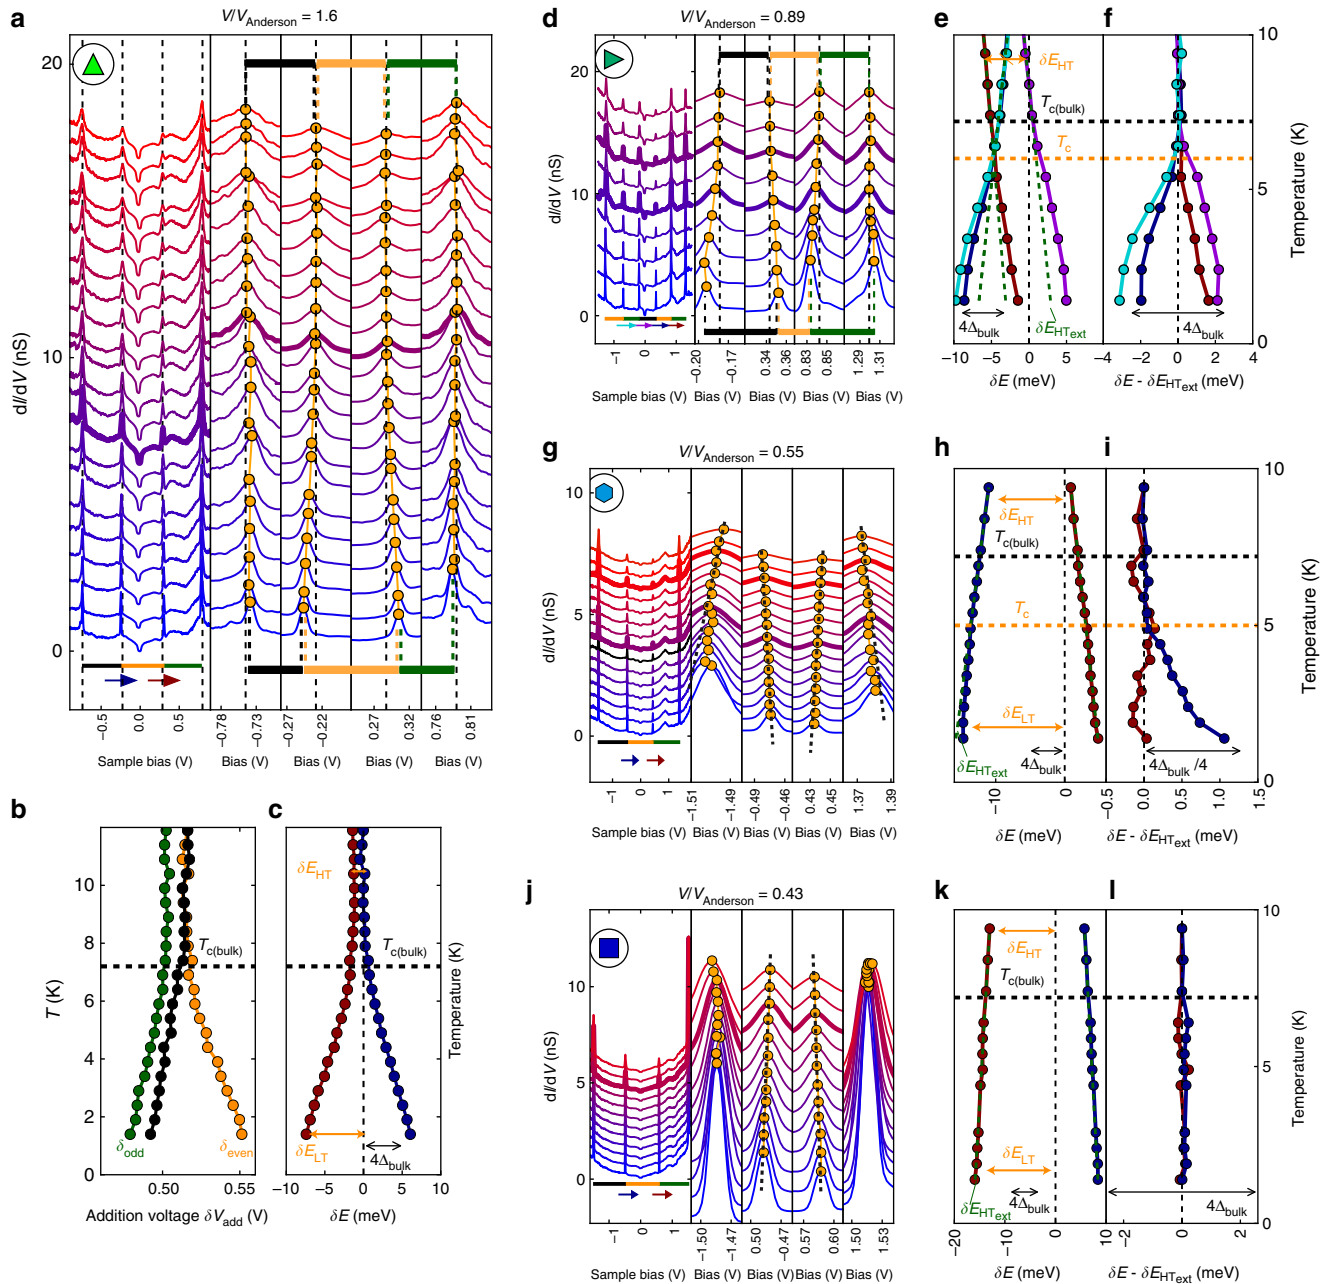 a
V/V_Anderson = 1.6
20
10
0
dI/dV (nS)
−0.5
0.0
0.5
−0.78
−0.73
−0.27
−0.22
0.27
0.32
0.76
0.81
Sample bias (V)
Bias (V)
Bias (V)
Bias (V)
Bias (V)
b
T (K)
10
8
6
4
2
0
T_c(bulk)
δ_odd
δ_even
0.50
0.55
Addition voltage δV_add (V)
c
δE_HT
T_c(bulk)
δE_LT
4Δ_bulk
−10
−5
0
5
10
δE (meV)
10
8
6
4
2
0
Temperature (K)
d
V/V_Anderson = 0.89
20
10
0
dI/dV (nS)
−1
0
1
−0.20
−0.17
0.34
0.36
0.83
0.85
1.29
1.31
Sample bias (V)
Bias (V)
Bias (V)
Bias (V)
Bias (V)
e
δE_HT
T_c(bulk)
T_c
4Δ_bulk
δE_HText
−10
−5
0
5
δE (meV)
f
4Δ_bulk
−4
−2
0
2
4
δE - δE_HText (meV)
10
5
0
Temperature (K)
g
V/V_Anderson = 0.55
10
5
0
dI/dV (nS)
−1
0
1
−1.51
−1.49
−0.49
−0.46
0.43
0.45
1.37
1.39
Sample bias (V)
Bias (V)
Bias (V)
Bias (V)
Bias (V)
h
δE_HT
T_c(bulk)
T_c
δE_LT
4Δ_bulk
δE_HText
−10
0
δE (meV)
i
4Δ_bulk /4
−0.5
0
0.5
1.0
1.5
δE - δE_HText (meV)
10
5
0
Temperature (K)
j
V/V_Anderson = 0.43
10
5
0
dI/dV (nS)
−1
0
1
−1.50
−1.47
−0.50
−0.47
0.57
0.60
1.50
1.53
Sample bias (V)
Bias (V)
Bias (V)
Bias (V)
Bias (V)
k
δE_HT
T_c(bulk)
δE_LT
δE_HText
4Δ_bulk
−20
−10
0
10
δE (meV)
l
4Δ_bulk
−2
0
2
δE - δE_HText (meV)
10
5
0
Temperature (K)